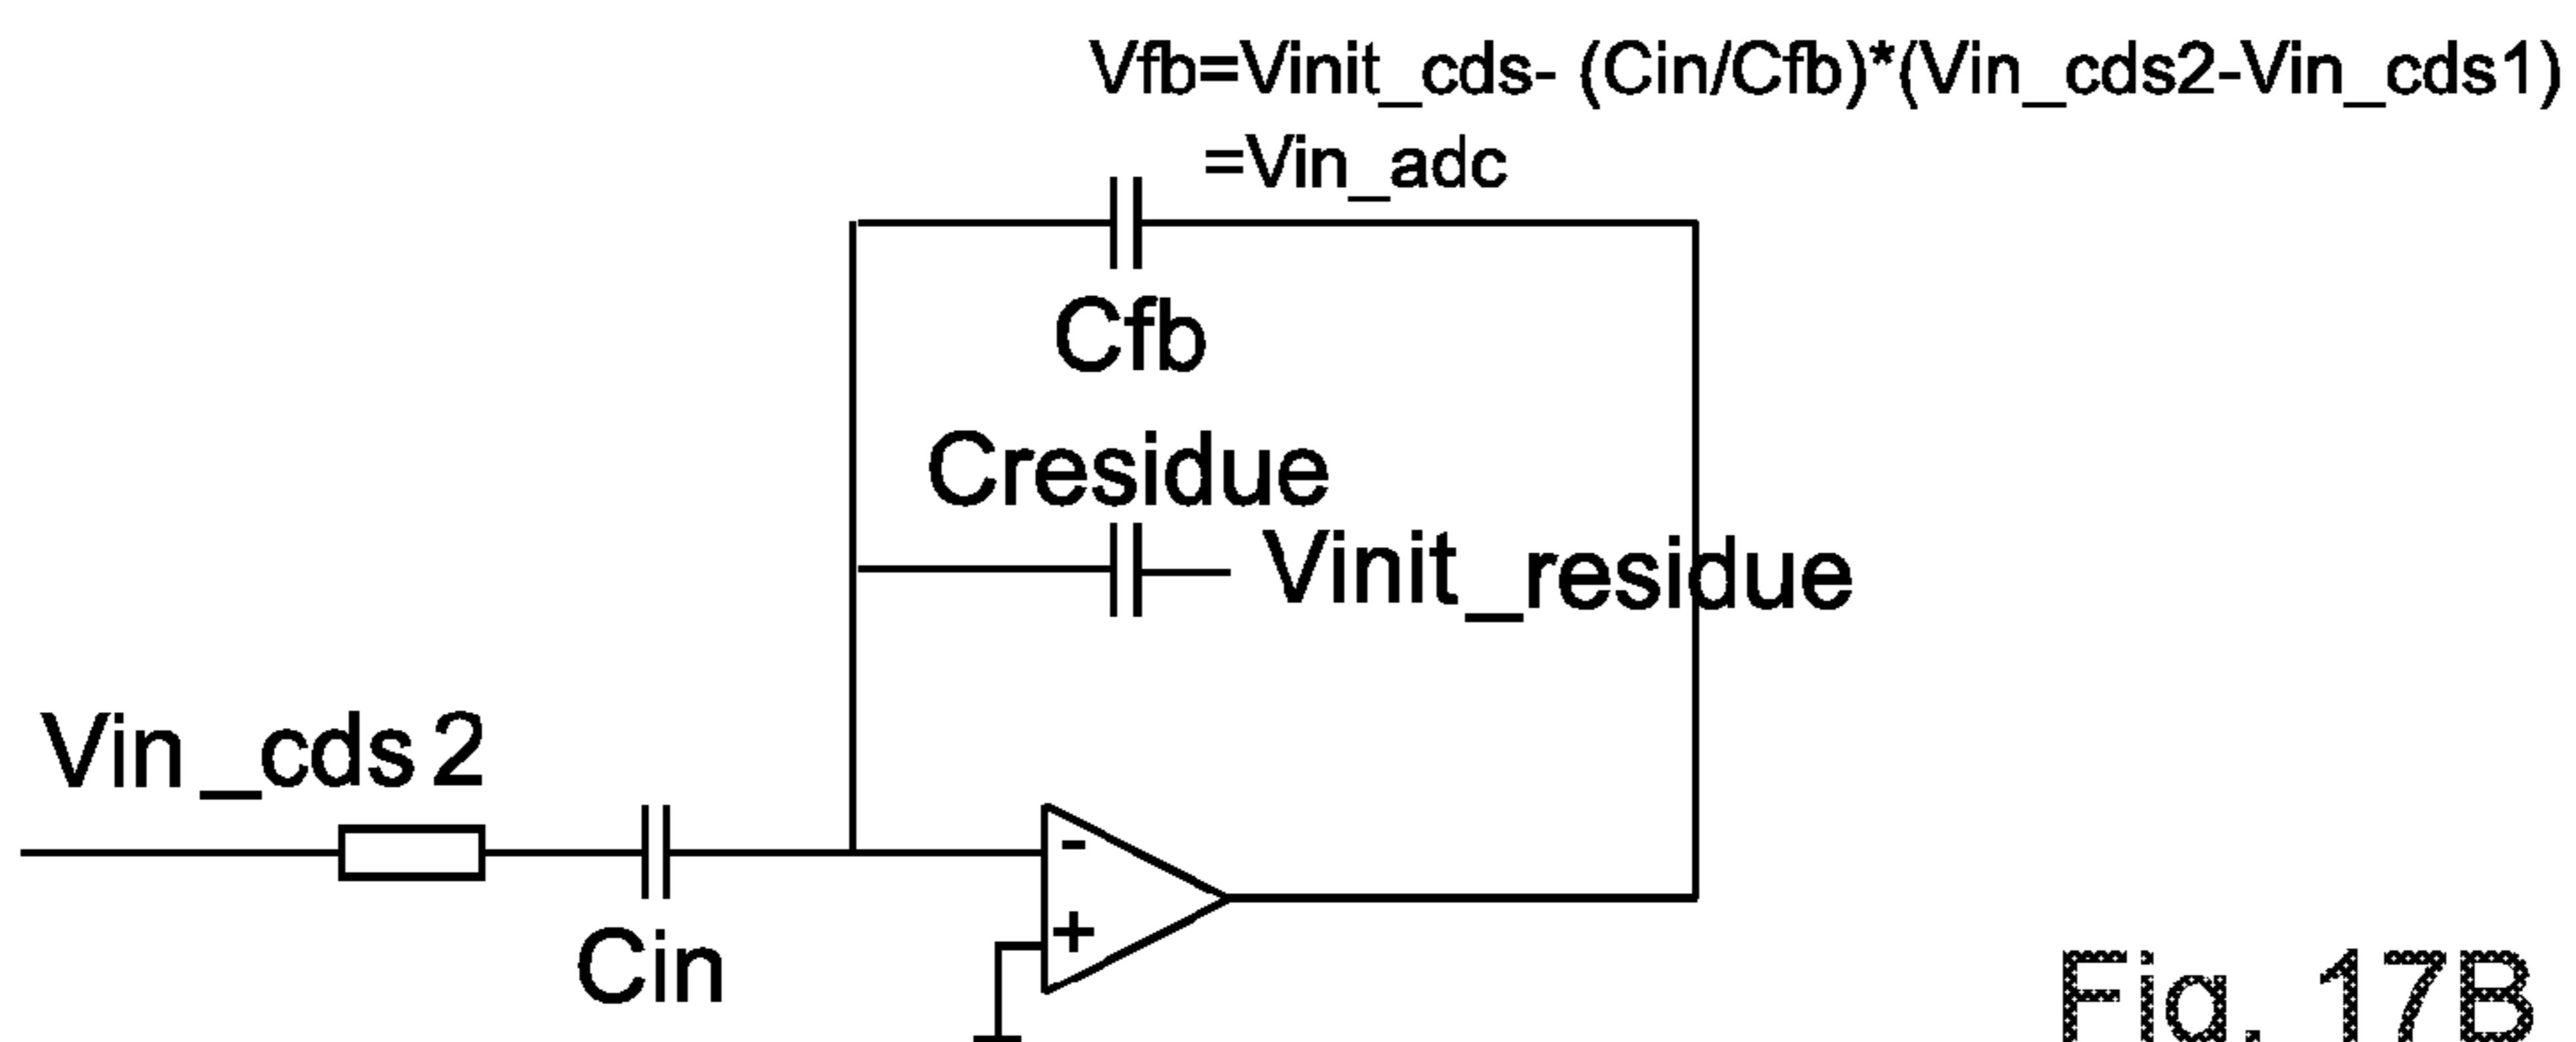 Vfb=Vinit_cds- (Cin/Cfb)*(Vin_cds2-Vin_cds1)
=Vin_adc
Cfb
Cresidue
Vinit_residue
Vin_cds 2
-
+
Cin
Fig. 17B